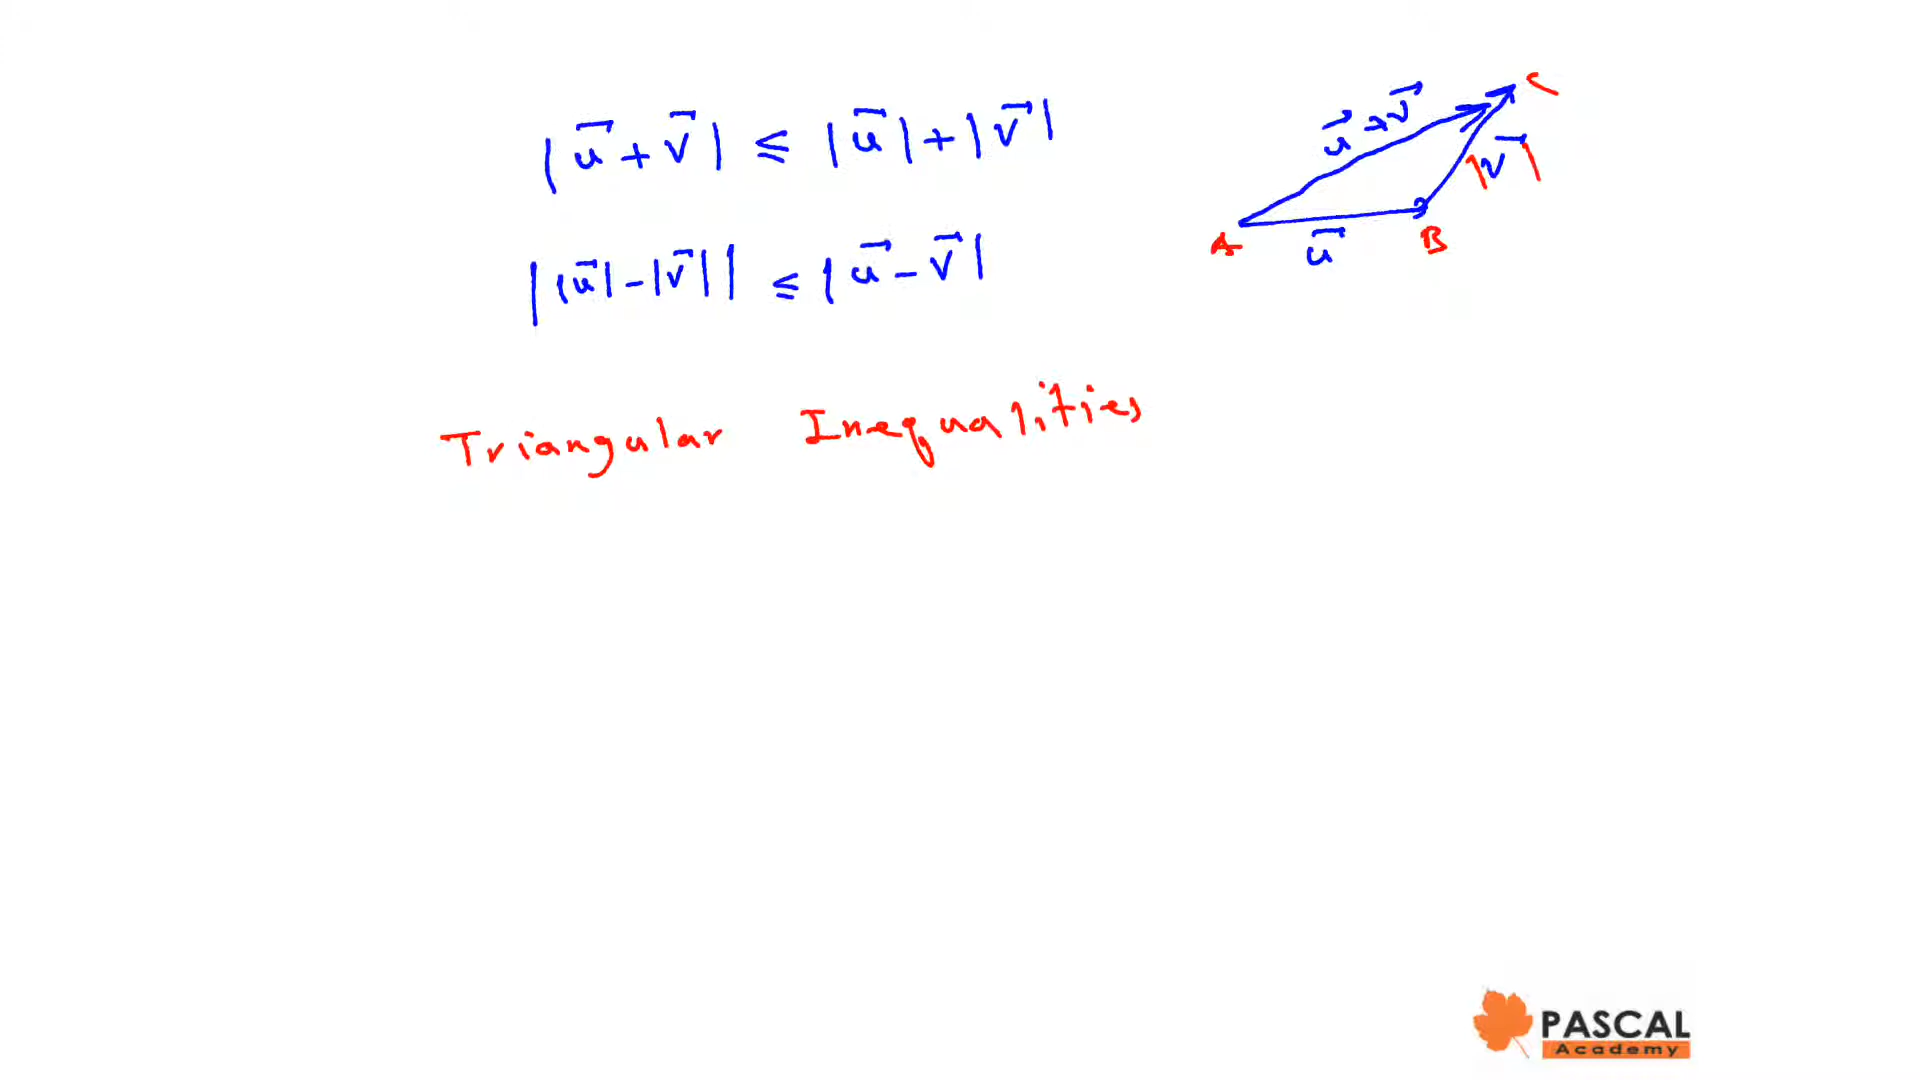 |u⃗ + v⃗| ≤ |u⃗| + |v⃗|
||u⃗| - |v⃗|| ≤ |u⃗ - v⃗|
Triangular Inequalities
u⃗ + v⃗
C
|v⃗|
A
u⃗
B
PASCAL
Academy